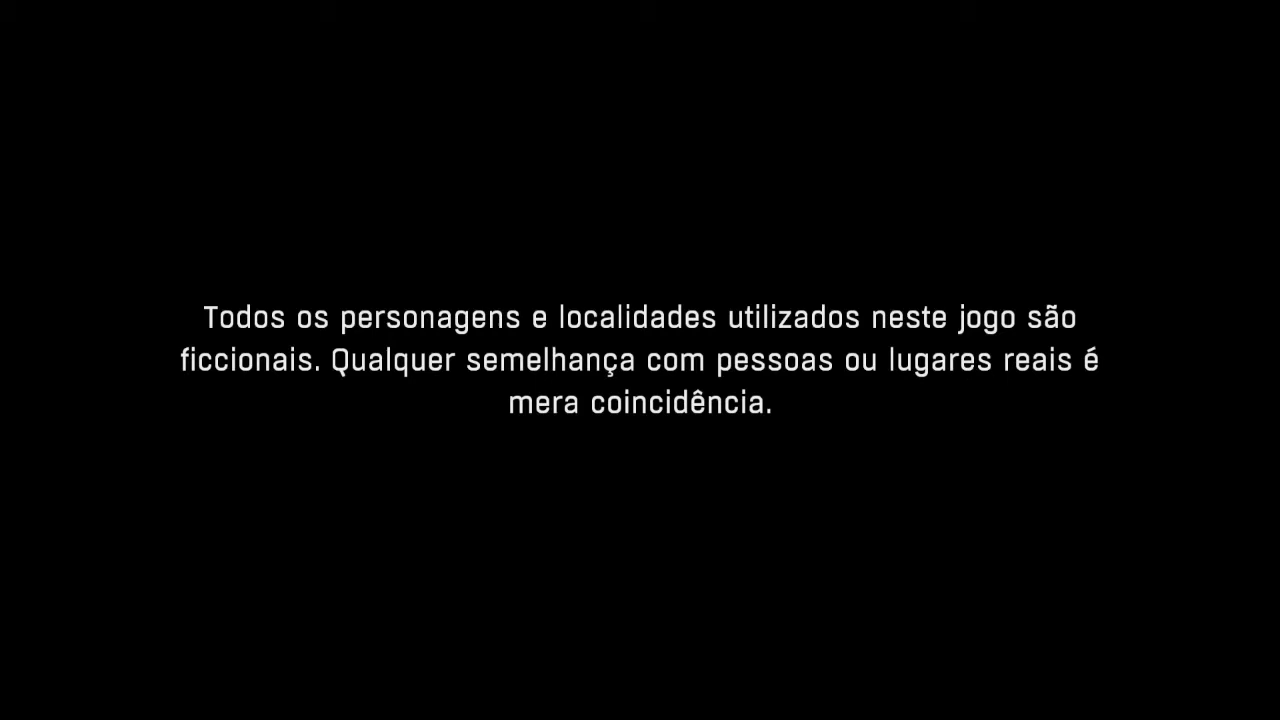 Todos os personagens e localidades utilizados neste jogo são
ficcionais. Qualquer semelhança com pessoas ou lugares reais é
mera coincidência.